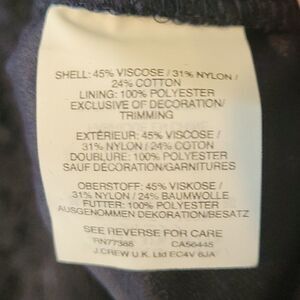 SHELL: 45% VISCOSE / 31% NYLON /
24% COTTON
LINING: 100% POLYESTER
EXCLUSIVE OF DECORATION/
TRIMMING
EXTÉRIEUR: 45% VISCOSE /
31% NYLON / 24% COTON
DOUBLURE: 100% POLYESTER
SAUF DÉCORATION/GARNITURES
OBERSTOFF: 45% VISKOSE /
31% NYLON / 24% BAUMWOLLE
FUTTER: 100% POLYESTER
AUSGENOMMEN DEKORATION/BESATZ
SEE REVERSE FOR CARE
RN77388 CA56445
J.CREW U.K. Ltd EC4V 6JA